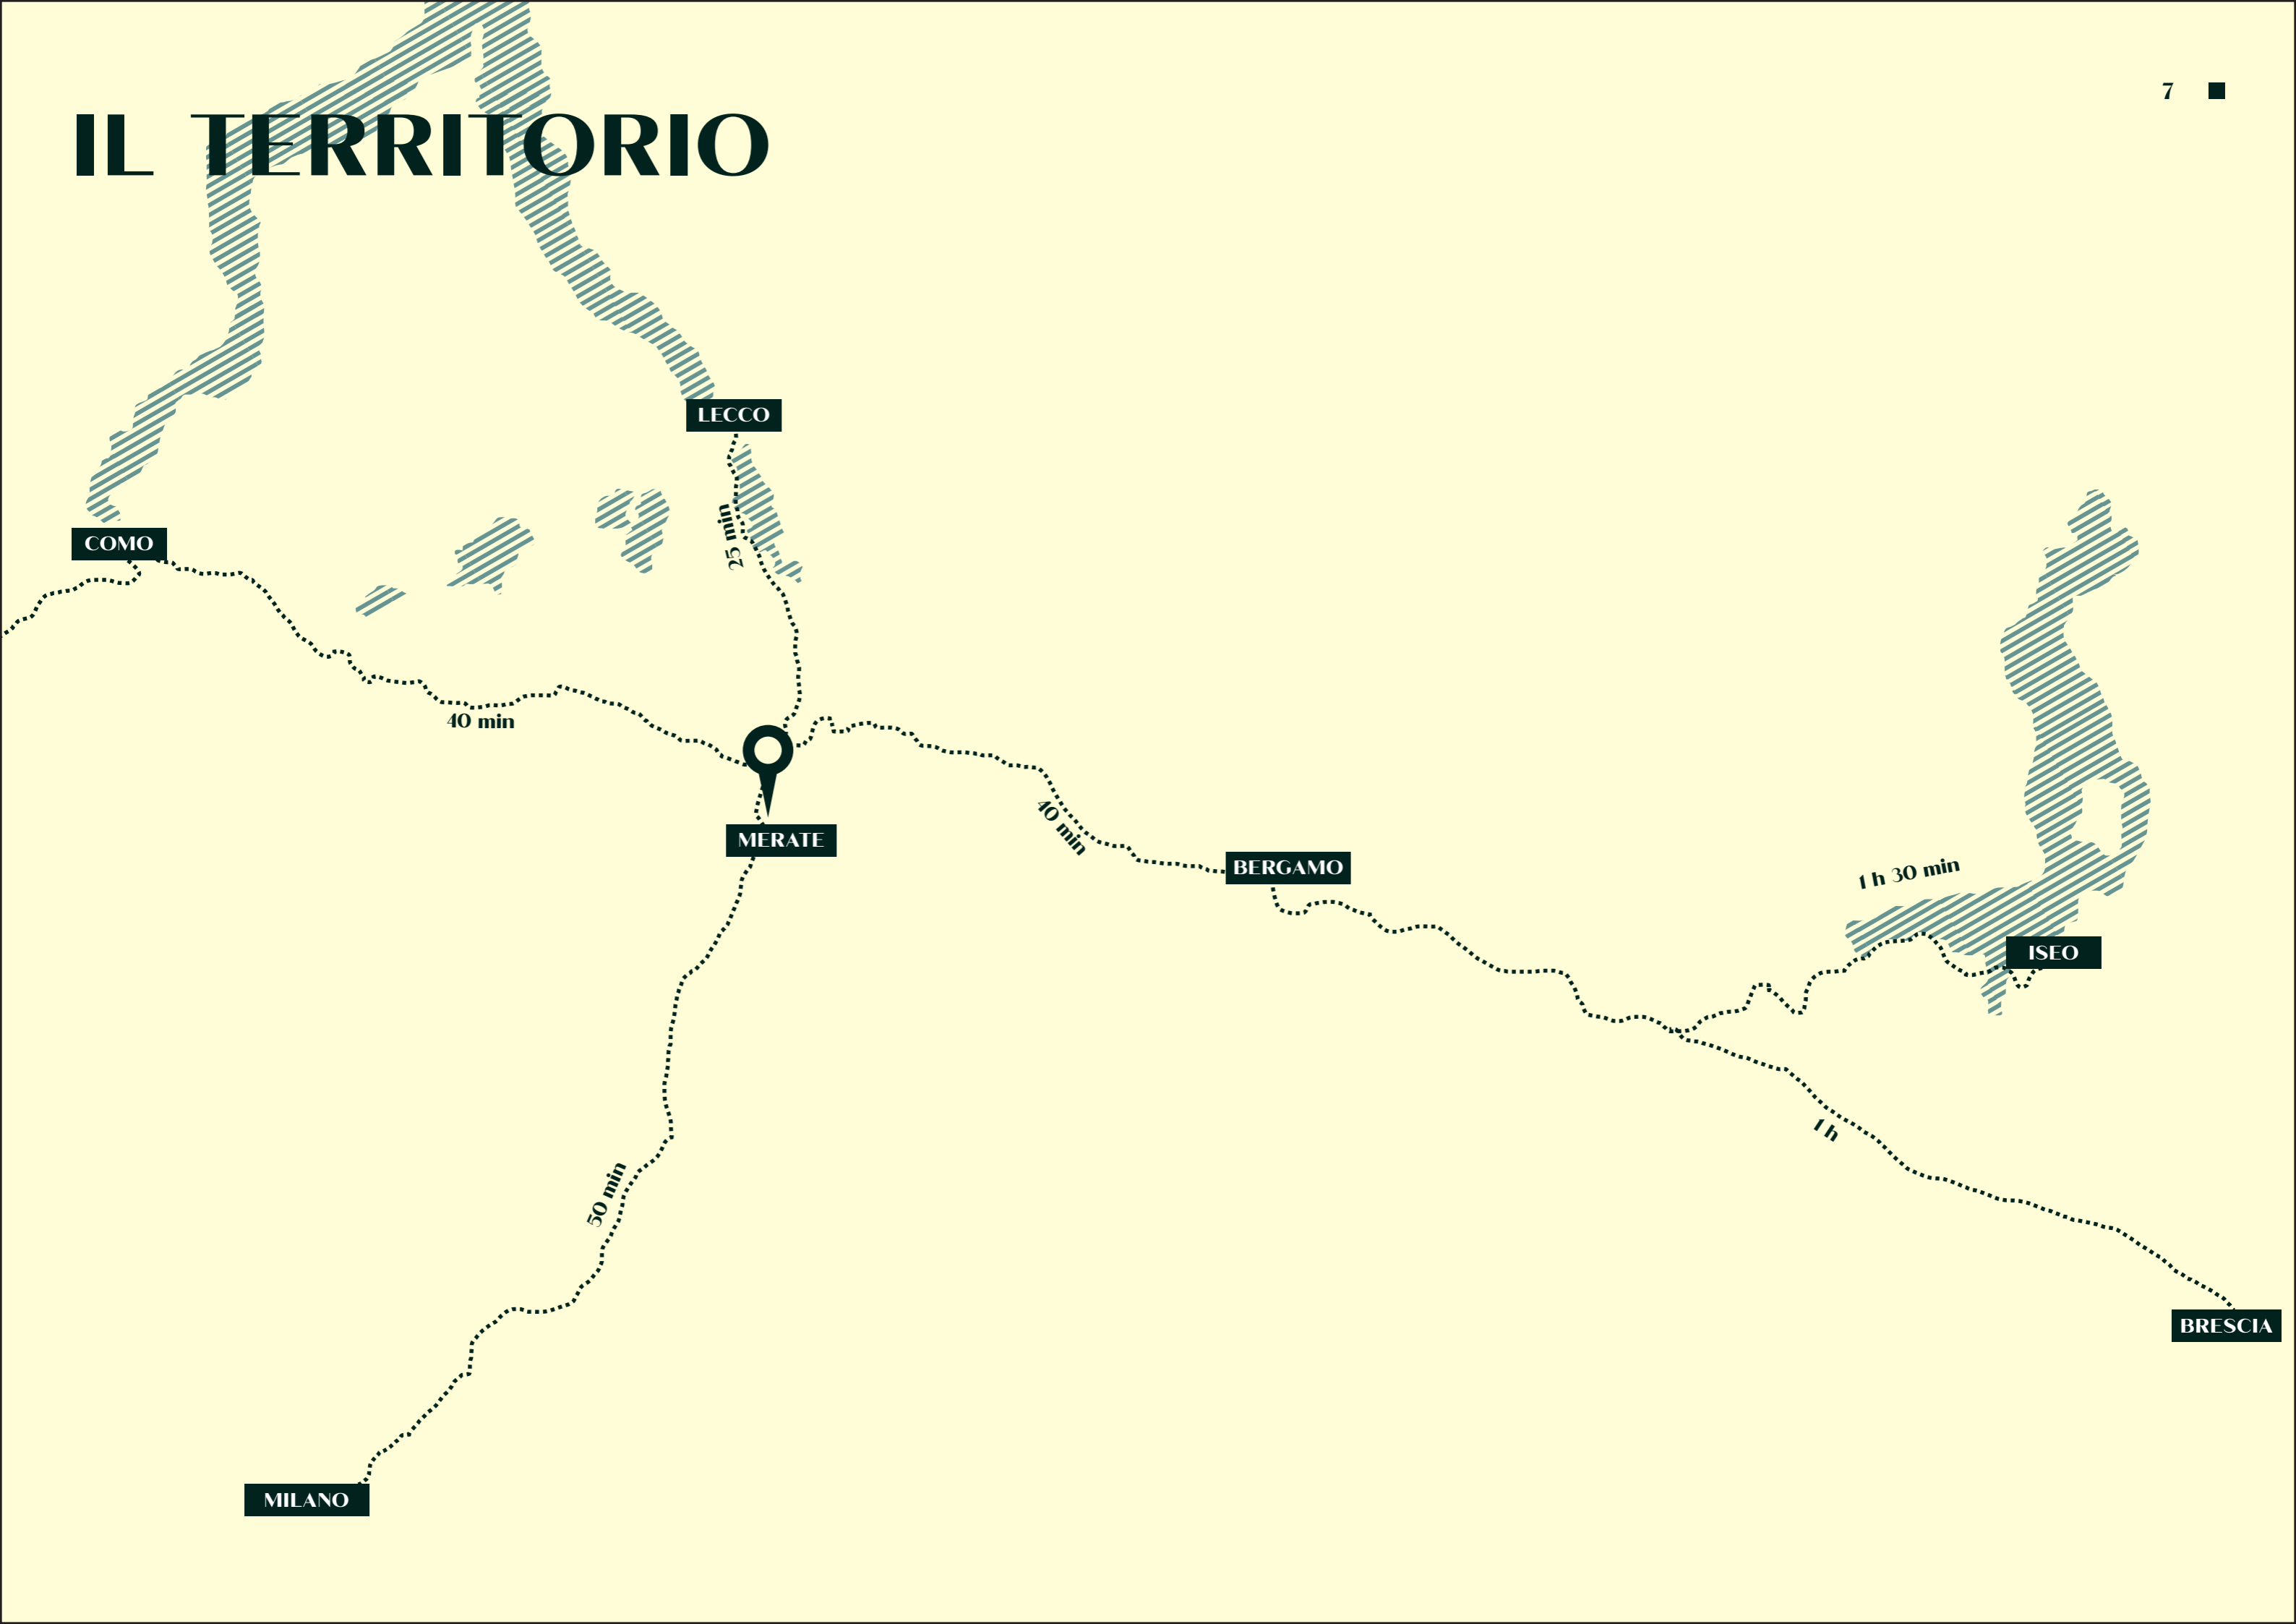 7
IL TERRITORIO
LECCO
25 min
COMO
40 min
MERATE
40 min
BERGAMO
1 h 30 min
ISEO
1 h
50 min
BRESCIA
MILANO